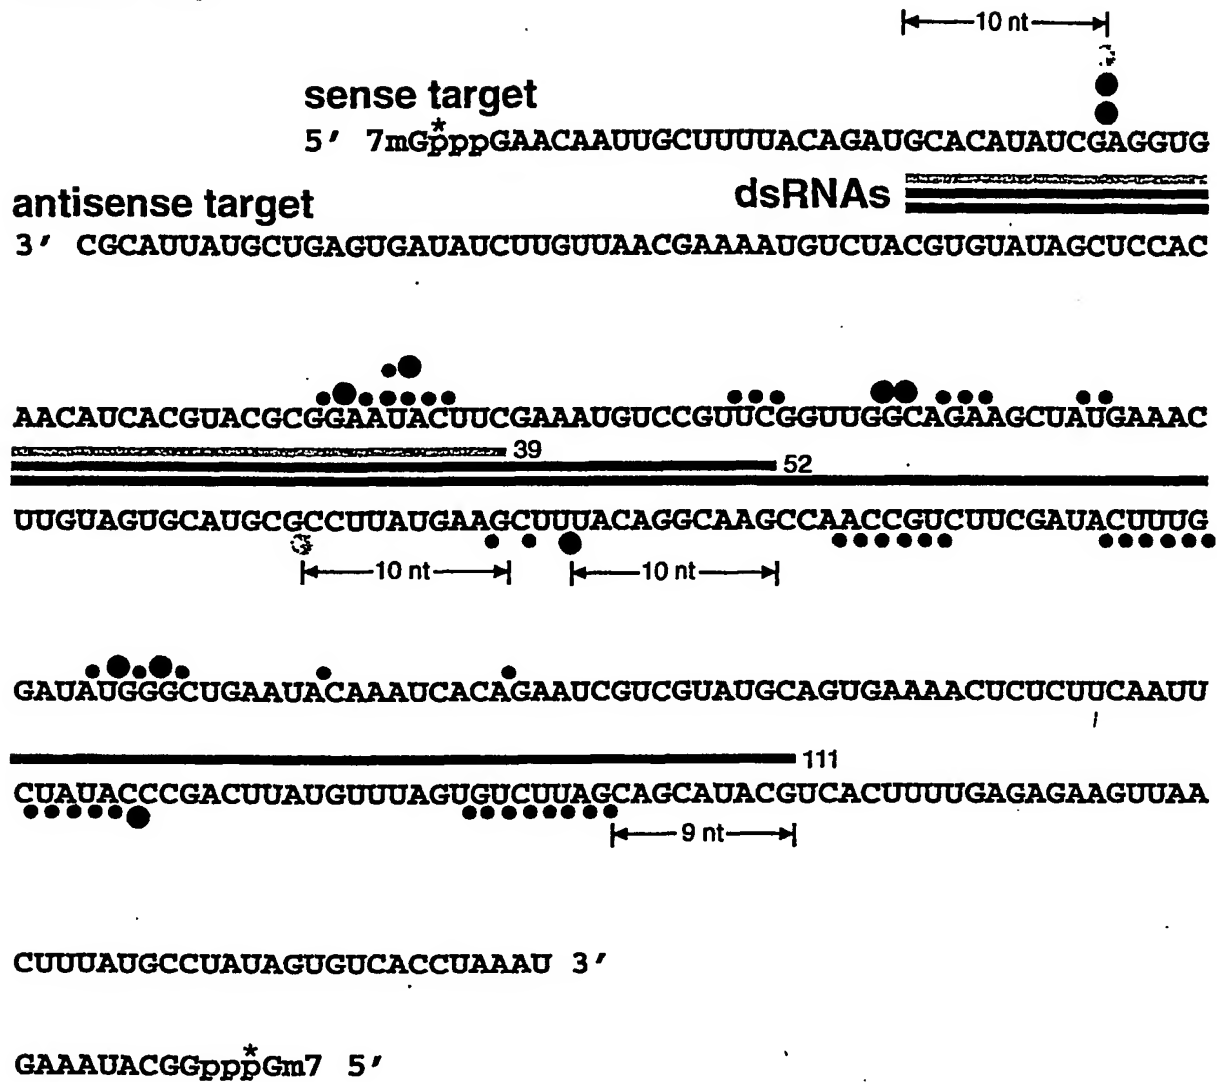 10 nt
sense target
*
5' 7mGpppGAACAAUUGCUUUUACAGAUGCACAUAUCGAGGUG
dsRNAs
antisense target
3' CGCAUUAUGCUGAGUGAUAUCUUGUUAACGAAAAUGUCUACGUGUAUAGCUCCAC
AACAUCACGUACGCGGAAUACUUCGAAAUGUCCGUUCGGUUGGCAGAAGCUAUGAAAC
39
52
UUGUAGUGCAUGCGCCUUAUGAAGCUUUACAGGCAAGCCAACCGUCUUCGAUACUUUG
10 nt
10 nt
GAUAUGGGCUGAAUACAAAUCACAGAAUCGUCGUAUGCAGUGAAAACUCUCUUCAAUU
111
CUAUACCCGACUUAUGUUUAGUGUCUUAGCAGCAUACGUCACUUUUGAGAGAAGUUAA
9 nt
CUUUAUGCCUAUAGUGUCACCUAAAU 3'
*
GAAAUACGGpppGm7 5'